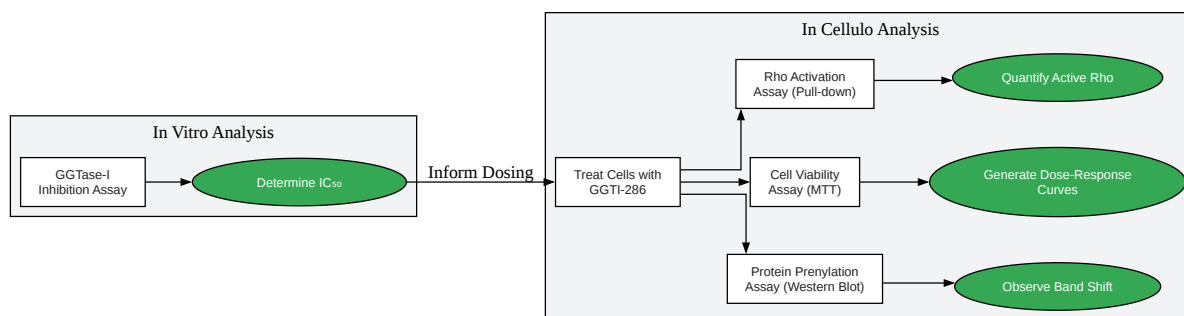 In Vitro Analysis
GGTase-I
Inhibition Assay
Determine IC₅₀
Inform Dosing
In Cellulo Analysis
Treat Cells with
GGTI-286
Rho Activation
Assay (Pull-down)
Quantify Active Rho
Cell Viability
Assay (MTT)
Generate Dose-Response
Curves
Protein Prenylation
Assay (Western Blot)
Observe Band Shift